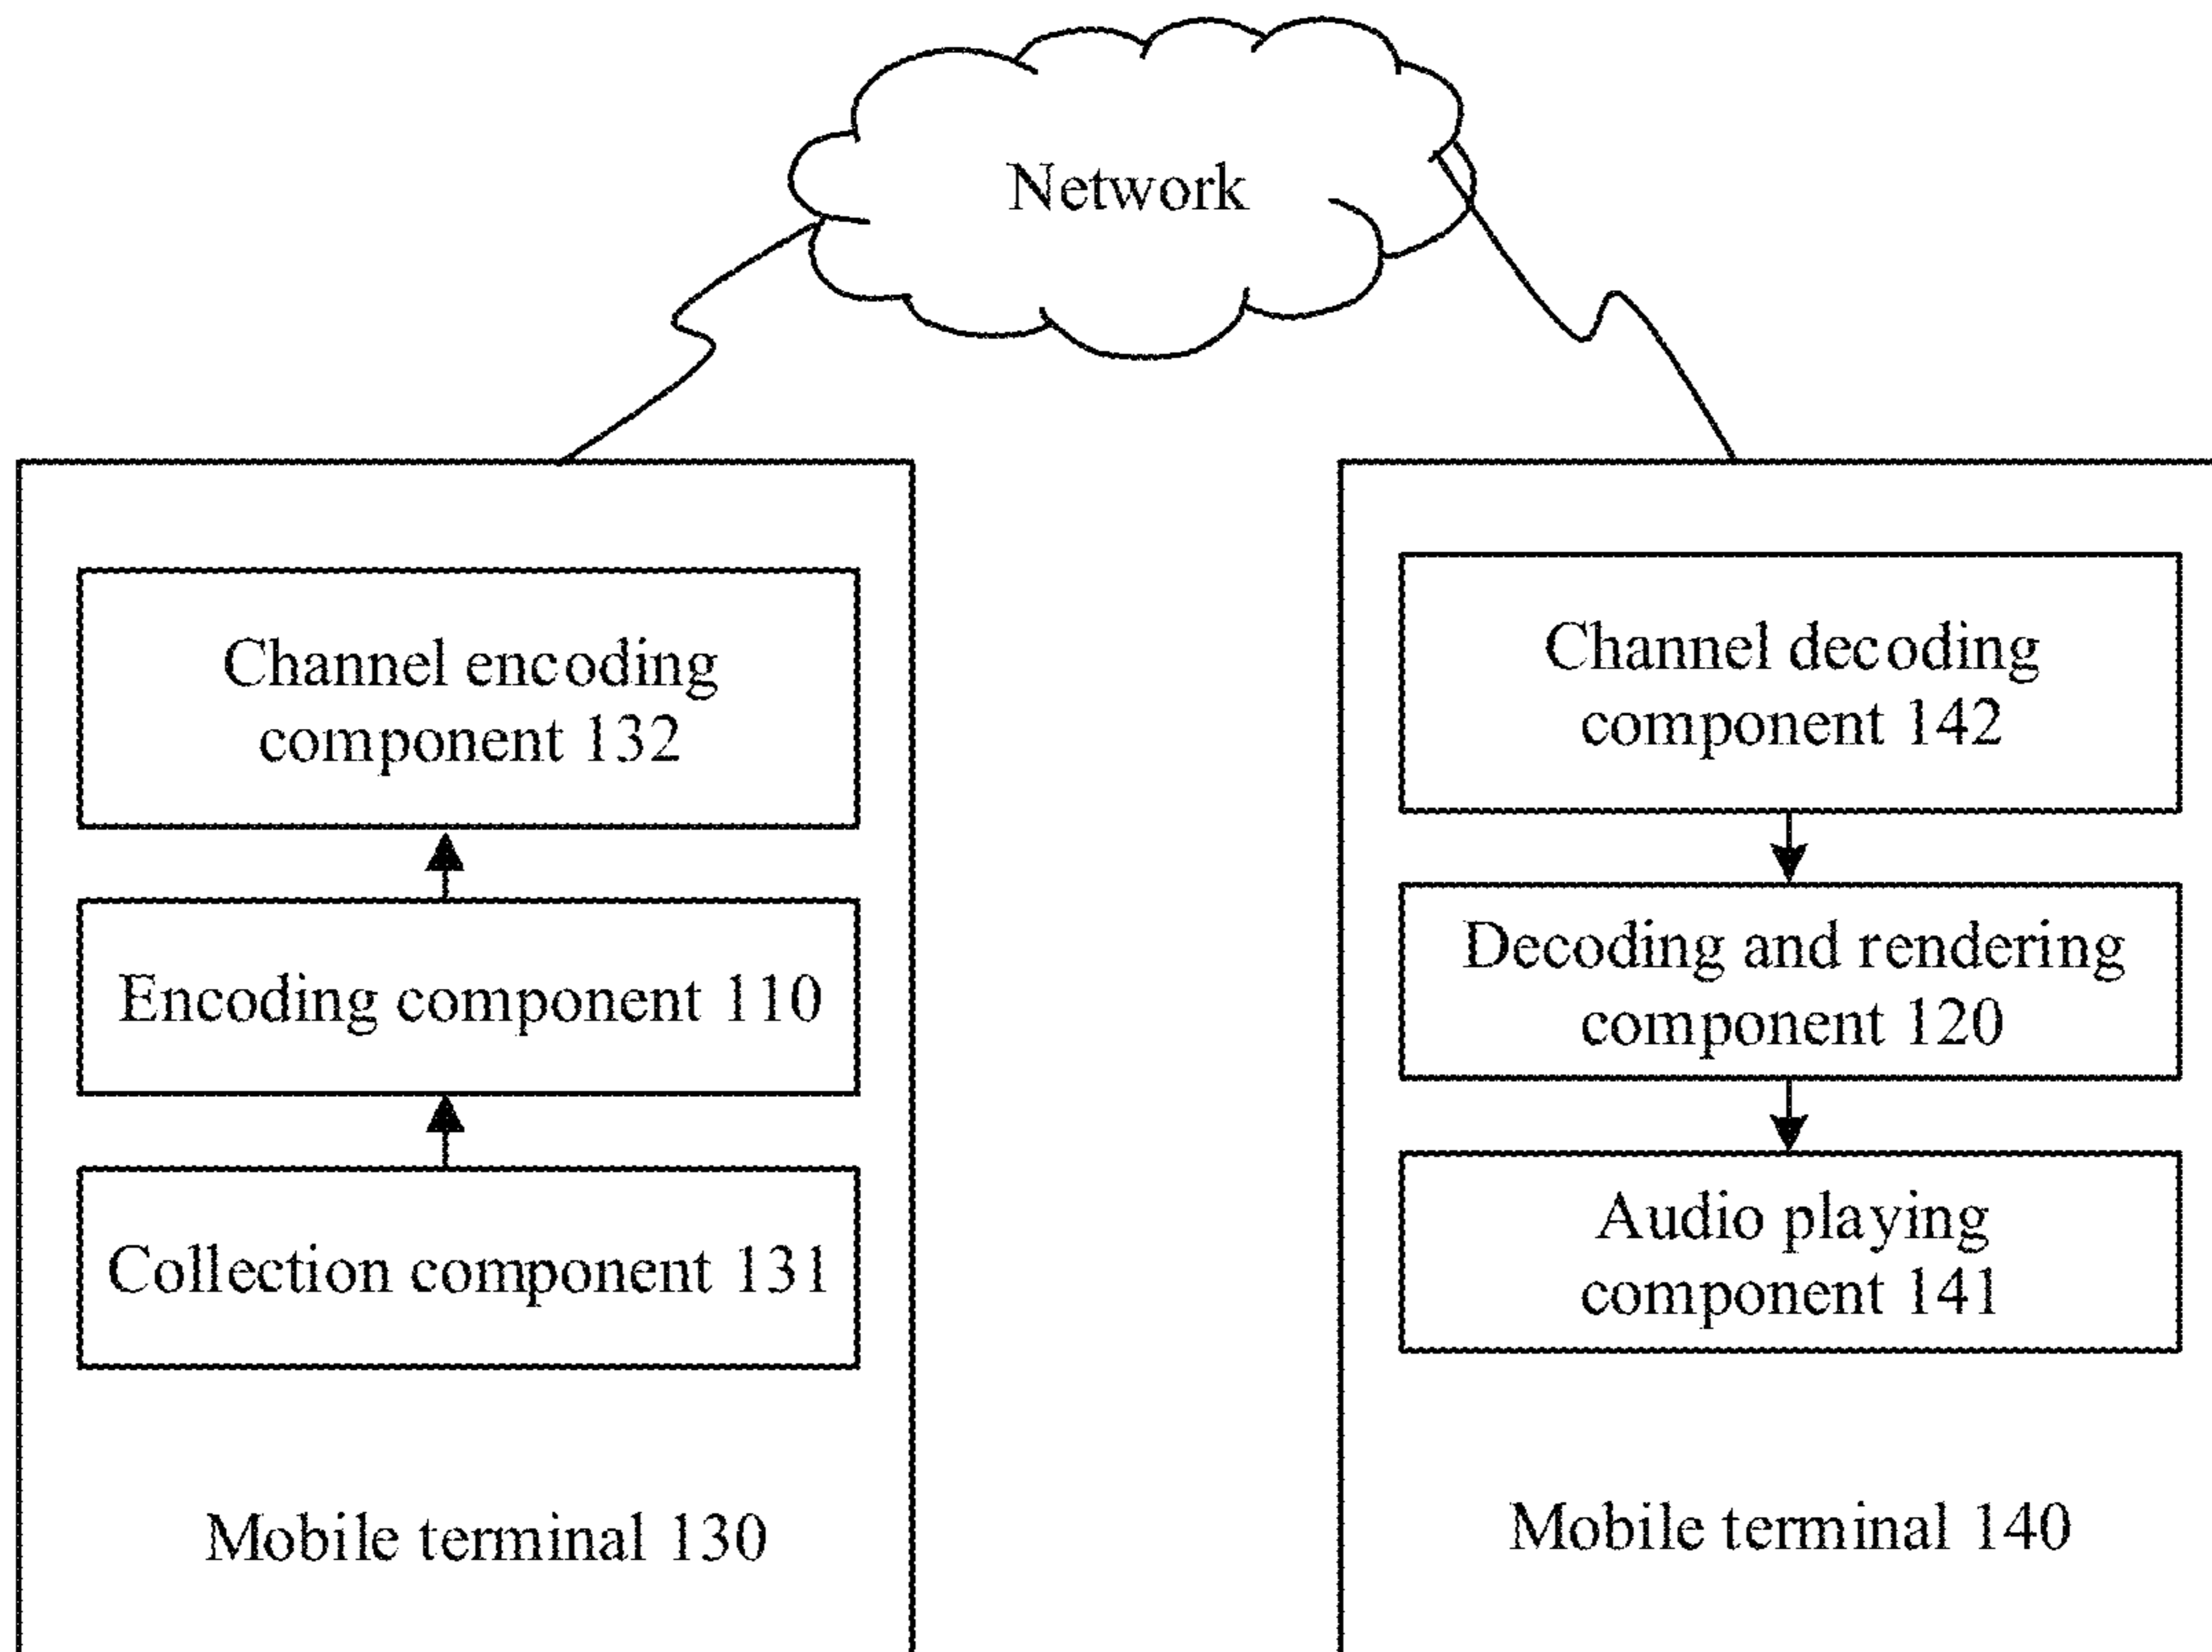 Network
Channel encoding
component 132
Encoding component 110
Collection component 131
Mobile terminal 130
Channel decoding
component 142
Decoding and rendering
component 120
Audio playing
component 141
Mobile terminal 140